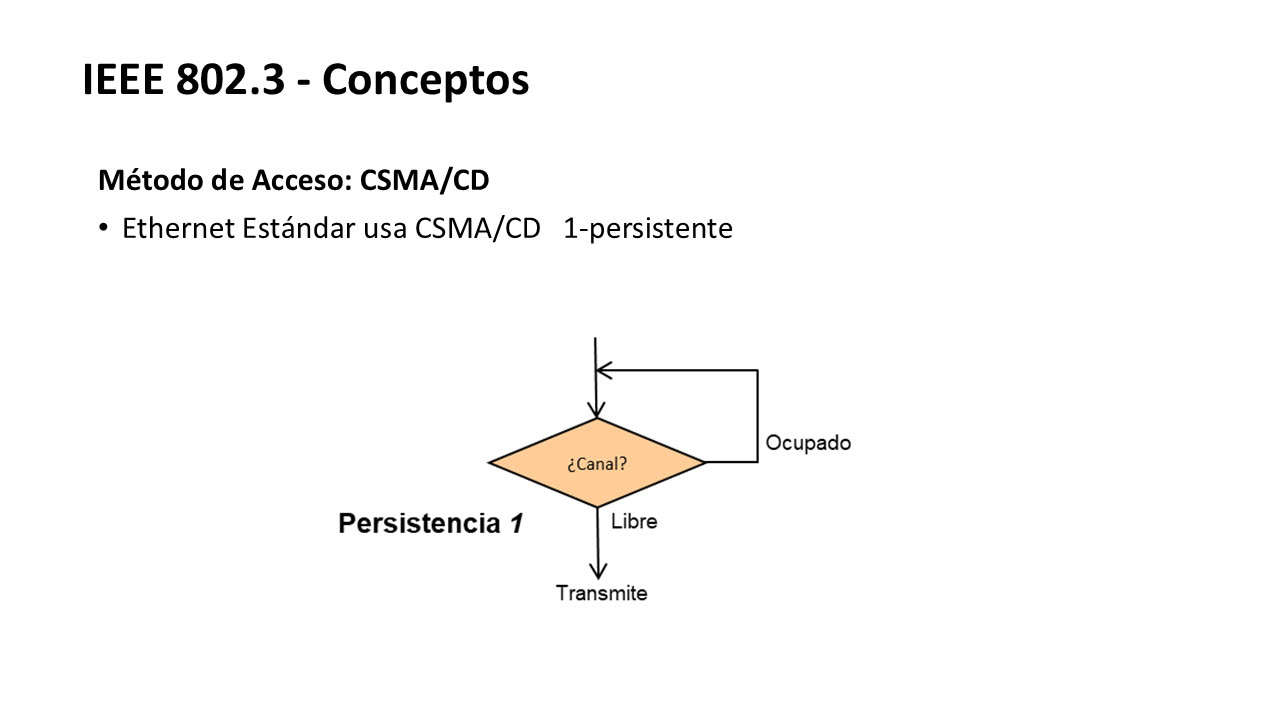 IEEE 802.3 - Conceptos
Método de Acceso: CSMA/CD
• Ethernet Estándar usa CSMA/CD 1-persistente
Ocupado
¿Canal?
Persistencia 1
Libre
Transmite